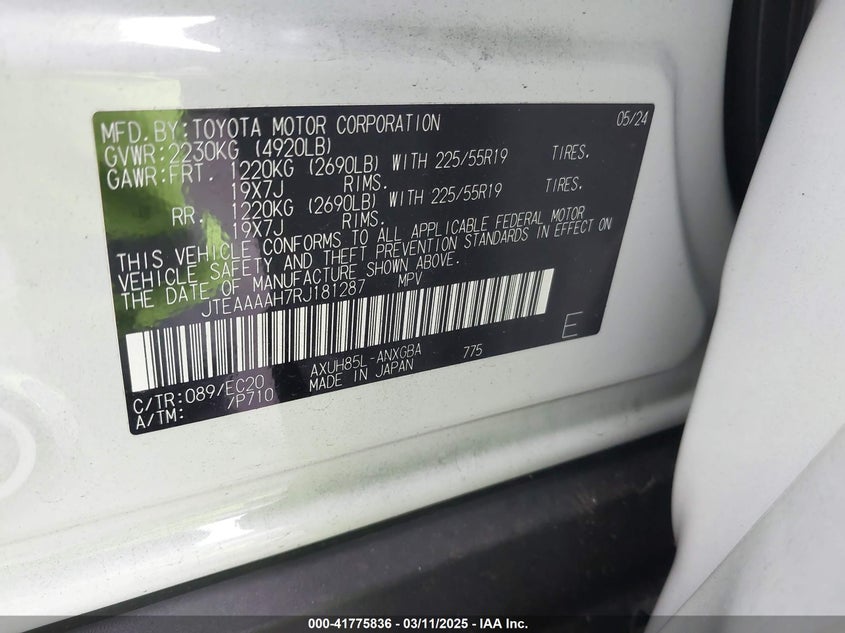 MFD. BY: TOYOTA MOTOR CORPORATION 05/24
GVWR: 2230KG (4920LB)
GAWR: FRT. 1220KG (2690LB) WITH 225/55R19 TIRES.
19X7J RIMS.
RR. 1220KG (2690LB) WITH 225/55R19 TIRES.
19X7J RIMS.
THIS VEHICLE CONFORMS TO ALL APPLICABLE FEDERAL MOTOR
VEHICLE SAFETY AND THEFT PREVENTION STANDARDS IN EFFECT ON
THE DATE OF MANUFACTURE SHOWN ABOVE.
JTEAAAAH7RJ181287 MPV
E
C/TR: 089/EC20 AXUH85L-ANXGBA 775
A/TM: /P710 MADE IN JAPAN
000-41775836 - 03/11/2025 - IAA Inc.